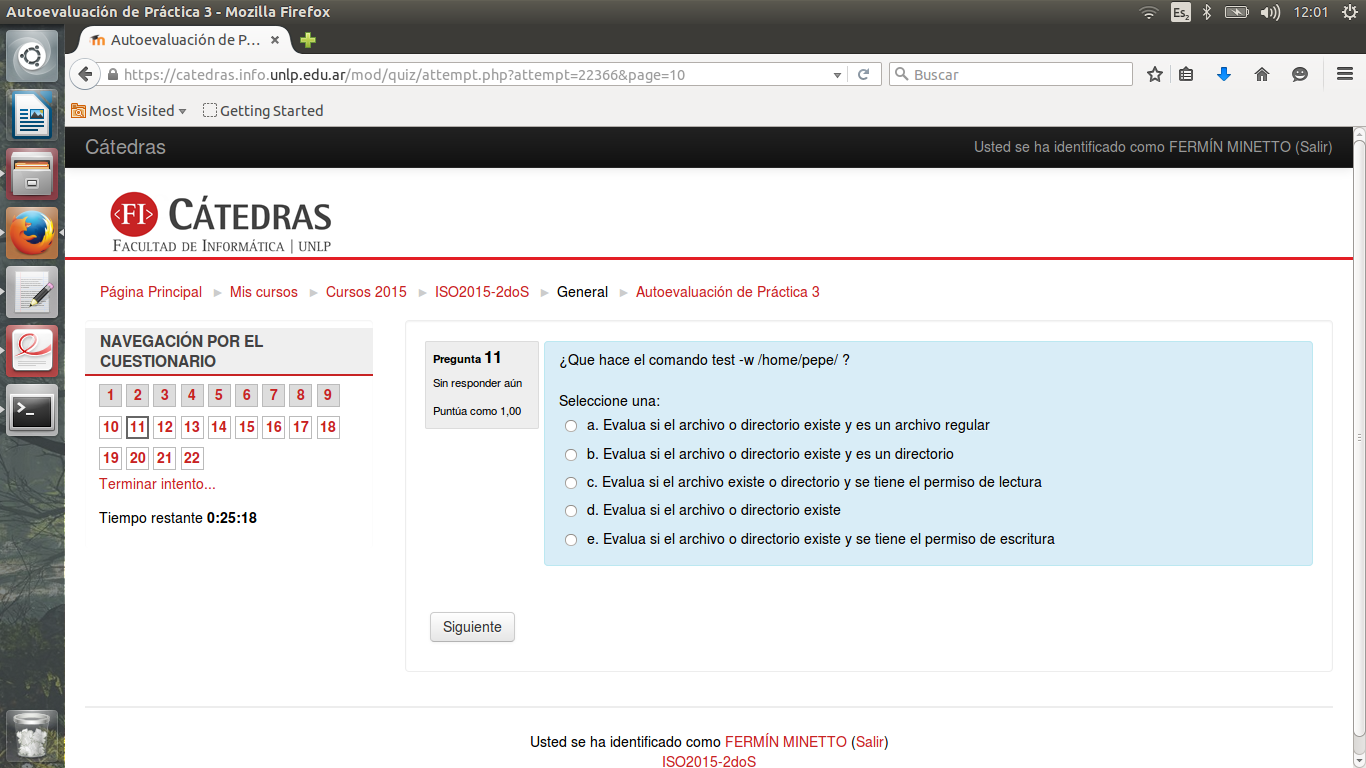 Autoevaluación de Práctica 3 - Mozilla Firefox
Es2
12:01
Autoevaluación de P...
https://catedras.info.unlp.edu.ar/mod/quiz/attempt.php?attempt=22366&page=10
Buscar
Most Visited
Getting Started
Cátedras
Usted se ha identificado como FERMÍN MINETTO (Salir)
<FI> CÁTEDRAS
FACULTAD DE INFORMÁTICA | UNLP
Página Principal ► Mis cursos ► Cursos 2015 ► ISO2015-2doS ► General ► Autoevaluación de Práctica 3
NAVEGACIÓN POR EL
CUESTIONARIO
1 2 3 4 5 6 7 8 9
10 11 12 13 14 15 16 17 18
19 20 21 22
Terminar intento...
Tiempo restante 0:25:18
Pregunta 11
Sin responder aún
Puntúa como 1,00
¿Que hace el comando test -w /home/pepe/ ?
Seleccione una:
a. Evalua si el archivo o directorio existe y es un archivo regular
b. Evalua si el archivo o directorio existe y es un directorio
c. Evalua si el archivo existe o directorio y se tiene el permiso de lectura
d. Evalua si el archivo o directorio existe
e. Evalua si el archivo o directorio existe y se tiene el permiso de escritura
Siguiente
Usted se ha identificado como FERMÍN MINETTO (Salir)
ISO2015-2doS